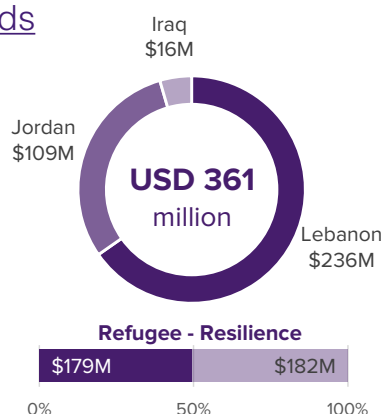 ds
Iraq
$16M
Jordan
$109M
USD 361
million
Lebanon
$236M
Refugee - Resilience
$179M $182M
0% 50% 100%